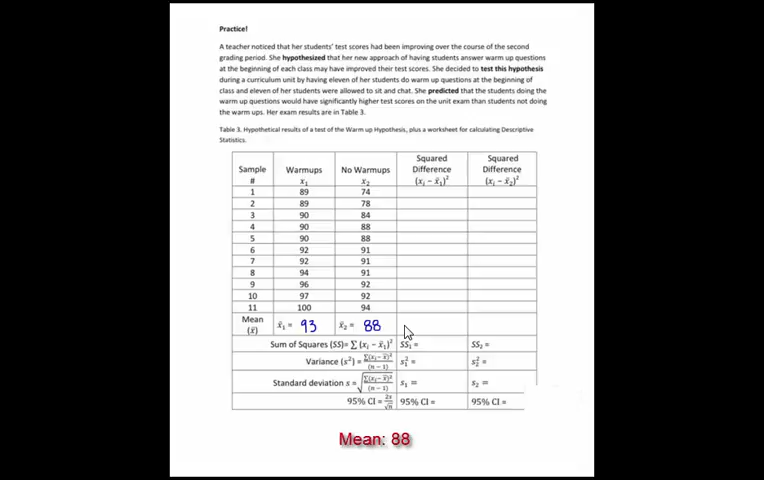 Practice!
A teacher noticed that her students' test scores had been improving over the course of the second
grading period. She hypothesized that her new approach of having students answer warm up questions
at the beginning of each class may have improved their test scores. She decided to test this hypothesis
during a curriculum unit by having eleven of her students do warm up questions at the beginning of
class and eleven of her students were allowed to sit and chat. She predicted that the students doing the
warm up questions would have significantly higher test scores on the unit exam than students not doing
the warm ups. Her exam results are in Table 3.
Table 3. Hypothetical results of a test of the Warm up Hypothesis, plus a worksheet for calculating Descriptive
Statistics.
Sample # Warmups x₁ No Warmups x₂ Squared Difference (xᵢ − x̄₁)² Squared Difference (xᵢ − x̄₂)²
1 89 74
2 89 78
3 90 84
4 90 88
5 90 88
6 92 91
7 92 91
8 94 91
9 96 92
10 97 92
11 100 94
Mean (x̄) x̄₁ = 93 x̄₂ = 88
Sum of Squares (SS)= ∑ (xᵢ − x̄₁)² SS₁ = SS₂ =
Variance (s²) = ∑(xᵢ − x̄)² / (n − 1) s₁² = s₂² =
Standard deviation s = √(∑(xᵢ − x̄)² / (n − 1)) s₁ = s₂ =
95% CI = 2s/√n 95% CI = 95% CI =
Mean: 88